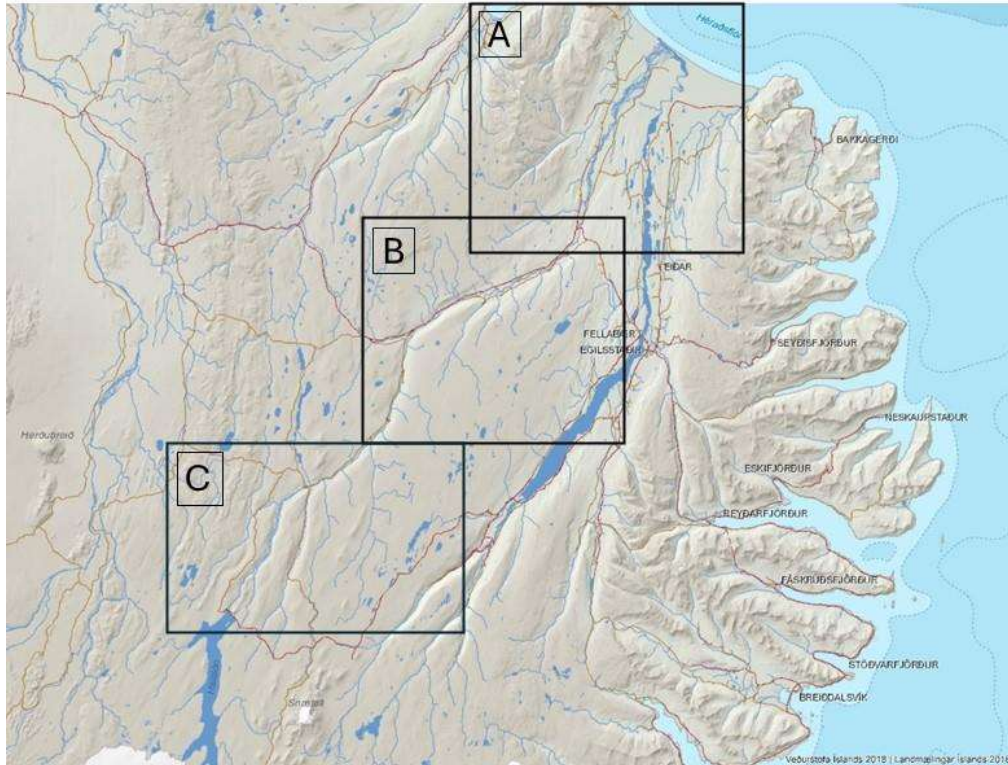 A
Héraðsflói
BAKKAGERÐI
B
EIÐAR
FELLABÆR
EGILSSTAÐIR
SEYÐISFJÖRÐUR
NESKAUPSTAÐUR
Herðubreið
C
ESKIFJÖRÐUR
REYÐARFJÖRÐUR
FÁSKRÚÐSFJÖRÐUR
STÖÐVARFJÖRÐUR
Snæfell
BREIÐDALSVÍK
Veðurstofa Íslands 2018 | Landmælingar Íslands 201